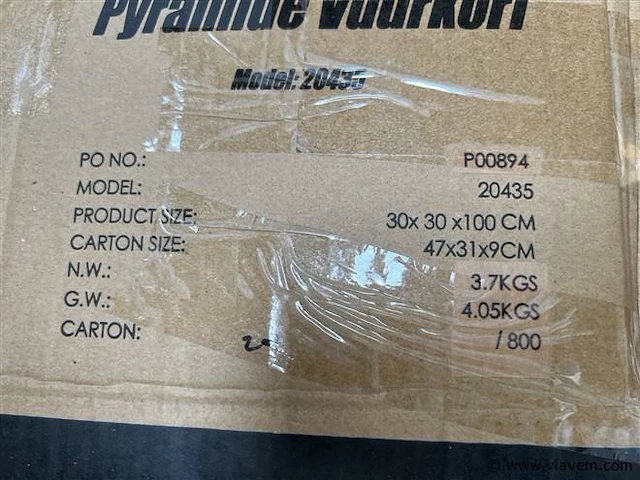 Pyramide vuurkorf
Model: 20435
PO NO.: P00894
MODEL: 20435
PRODUCT SIZE: 30x 30 x100 CM
CARTON SIZE: 47x31x9CM
N.W.: 3.7KGS
G.W.: 4.05KGS
CARTON: / 800
© www.vlavem.com